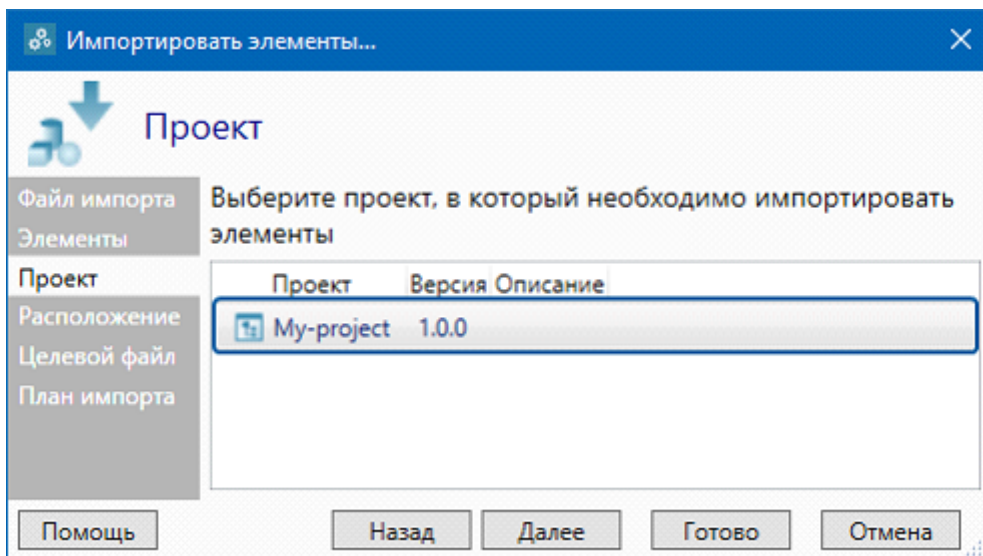 Импортировать элементы...
Проект
Файл импорта
Элементы
Проект
Расположение
Целевой файл
План импорта
Выберите проект, в который необходимо импортировать
элементы
Проект Версия Описание
My-project 1.0.0
Помощь Назад Далее Готово Отмена